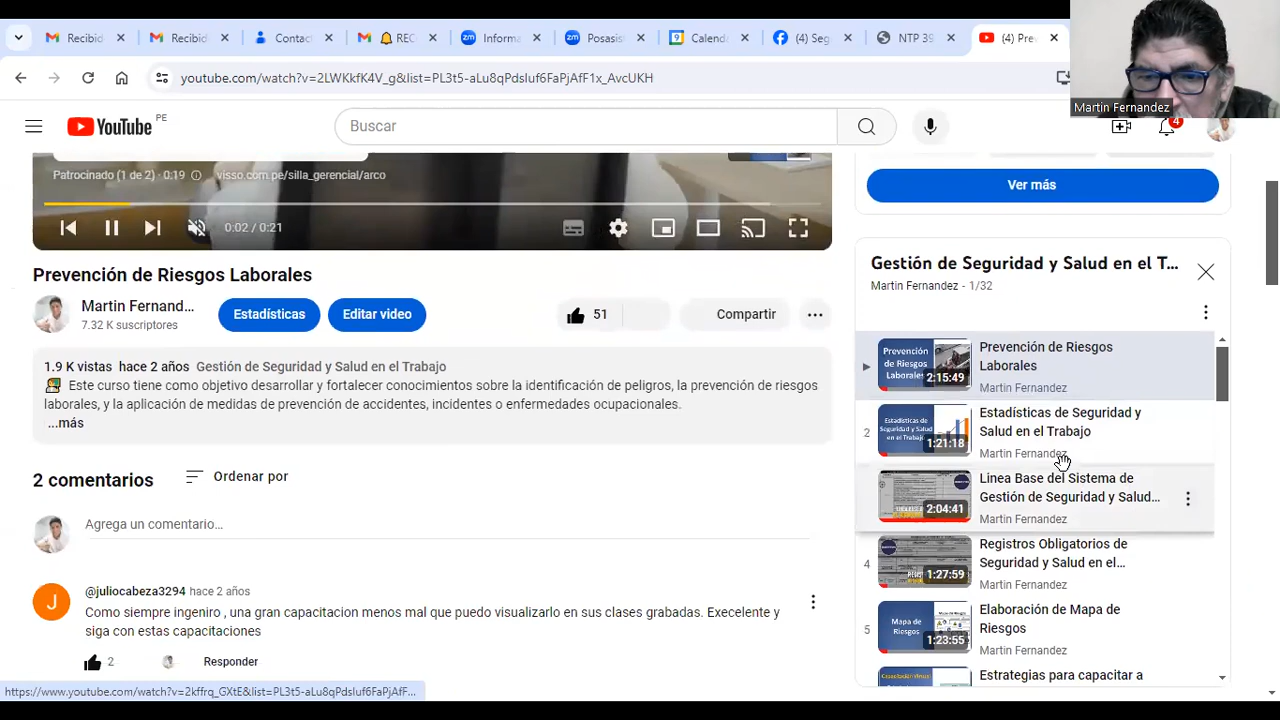 Recibid
Recibid
Contact
REC
zm Informa
zm Posasis
Calenda
(4) Seg
NTP 39
(4) Pre
youtube.com/watch?v=2LWKkfK4V_g&list=PL3t5-aLu8qPdsluf6FaPjAfF1x_AvcUKH
Martin Fernandez
YouTube PE
Buscar
4
Patrocinado (1 de 2) · 0:19
visso.com.pe/silla_gerencial/arco
0:02 / 0:21
Prevención de Riesgos Laborales
Martin Fernand...
7.32 K suscriptores
Estadísticas
Editar video
51
Compartir
1.9 K vistas hace 2 años Gestión de Seguridad y Salud en el Trabajo
Este curso tiene como objetivo desarrollar y fortalecer conocimientos sobre la identificación de peligros, la prevención de riesgos
laborales, y la aplicación de medidas de prevención de accidentes, incidentes o enfermedades ocupacionales.
...más
2 comentarios
Ordenar por
Agrega un comentario...
J
@juliocabeza3294 hace 2 años
Como siempre ingenirio , una gran capacitacion menos mal que puedo visualizarlo en sus clases grabadas. Execelente y
siga con estas capacitaciones
2
Responder
https://www.youtube.com/watch?v=2kffrq_GXtE&list=PL3t5-aLu8qPdsluf6FaPjAfF...
Ver más
Gestión de Seguridad y Salud en el T...
Martin Fernandez - 1/32
Prevención
de Riesgos
Laborales
2:15:49
Prevención de Riesgos
Laborales
Martin Fernandez
2
Estadísticas de
Seguridad y Salud
en el Trabajo
1:21:18
Estadísticas de Seguridad y
Salud en el Trabajo
Martin Fernandez
2:04:41
Linea Base del Sistema de
Gestión de Seguridad y Salud...
Martin Fernandez
4
1:27:59
Registros Obligatorios de
Seguridad y Salud en el...
Martin Fernandez
5
Mapa de
Riesgos
1:23:55
Elaboración de Mapa de
Riesgos
Martin Fernandez
Estrategias para capacitar a